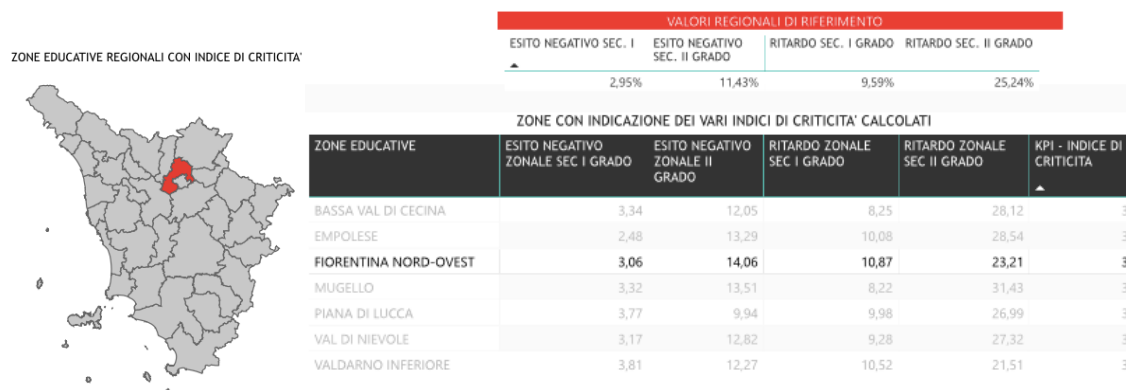 VALORI REGIONALI DI RIFERIMENTO
ZONE EDUCATIVE REGIONALI CON INDICE DI CRITICITA'
ESITO NEGATIVO SEC. I ESITO NEGATIVO SEC. II GRADO RITARDO SEC. I GRADO RITARDO SEC. II GRADO
2,95% 11,43% 9,59% 25,24%
ZONE CON INDICAZIONE DEI VARI INDICI DI CRITICITA' CALCOLATI
ZONE EDUCATIVE ESITO NEGATIVO ZONALE SEC I GRADO ESITO NEGATIVO ZONALE II GRADO RITARDO ZONALE SEC I GRADO RITARDO ZONALE SEC II GRADO KPI - INDICE DI CRITICITA
BASSA VAL DI CECINA 3,34 12,05 8,25 28,12 3
EMPOLESE 2,48 13,29 10,08 28,54 3
FIORENTINA NORD-OVEST 3,06 14,06 10,87 23,21 3
MUGELLO 3,32 13,51 8,22 31,43 3
PIANA DI LUCCA 3,77 9,94 9,98 26,99 3
VAL DI NIEVOLE 3,17 12,82 9,28 27,32 3
VALDARNO INFERIORE 3,81 12,27 10,52 21,51 3